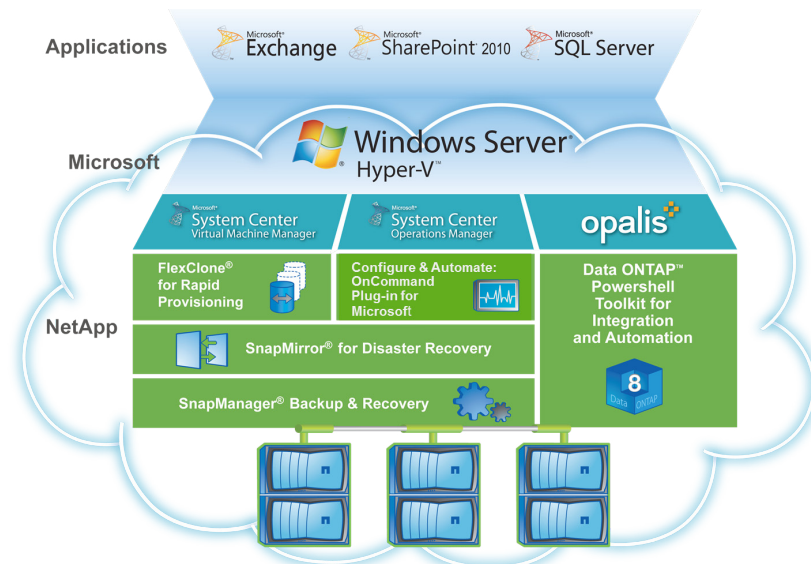 Applications
Microsoft®
Exchange
Microsoft®
SharePoint® 2010
Microsoft®
SQL Server
Microsoft
Windows Server®
Hyper-V™
Microsoft®
System Center
Virtual Machine Manager
Microsoft®
System Center
Operations Manager
opalis
NetApp
FlexClone®
for Rapid
Provisioning
Configure & Automate:
OnCommand
Plug-in for
Microsoft
Data ONTAP™
Powershell
Toolkit for
Integration
and Automation
SnapMirror® for Disaster Recovery
8
Data ONTAP
SnapManager® Backup & Recovery